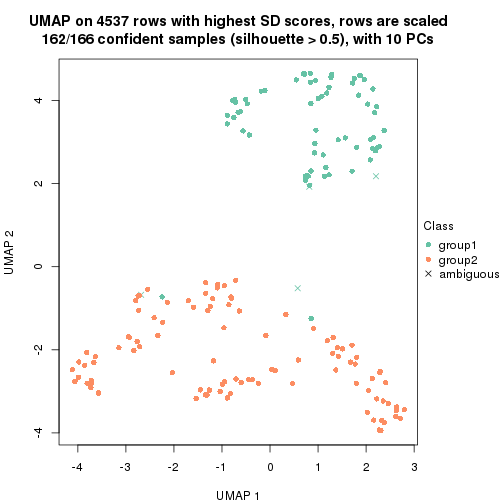 UMAP on 4537 rows with highest SD scores, rows are scaled
162/166 confident samples (silhouette > 0.5), with 10 PCs
4
2
0
-2
-4
UMAP 2
Class
group1
group2
ambiguous
-4
-3
-2
-1
0
1
2
3
UMAP 1